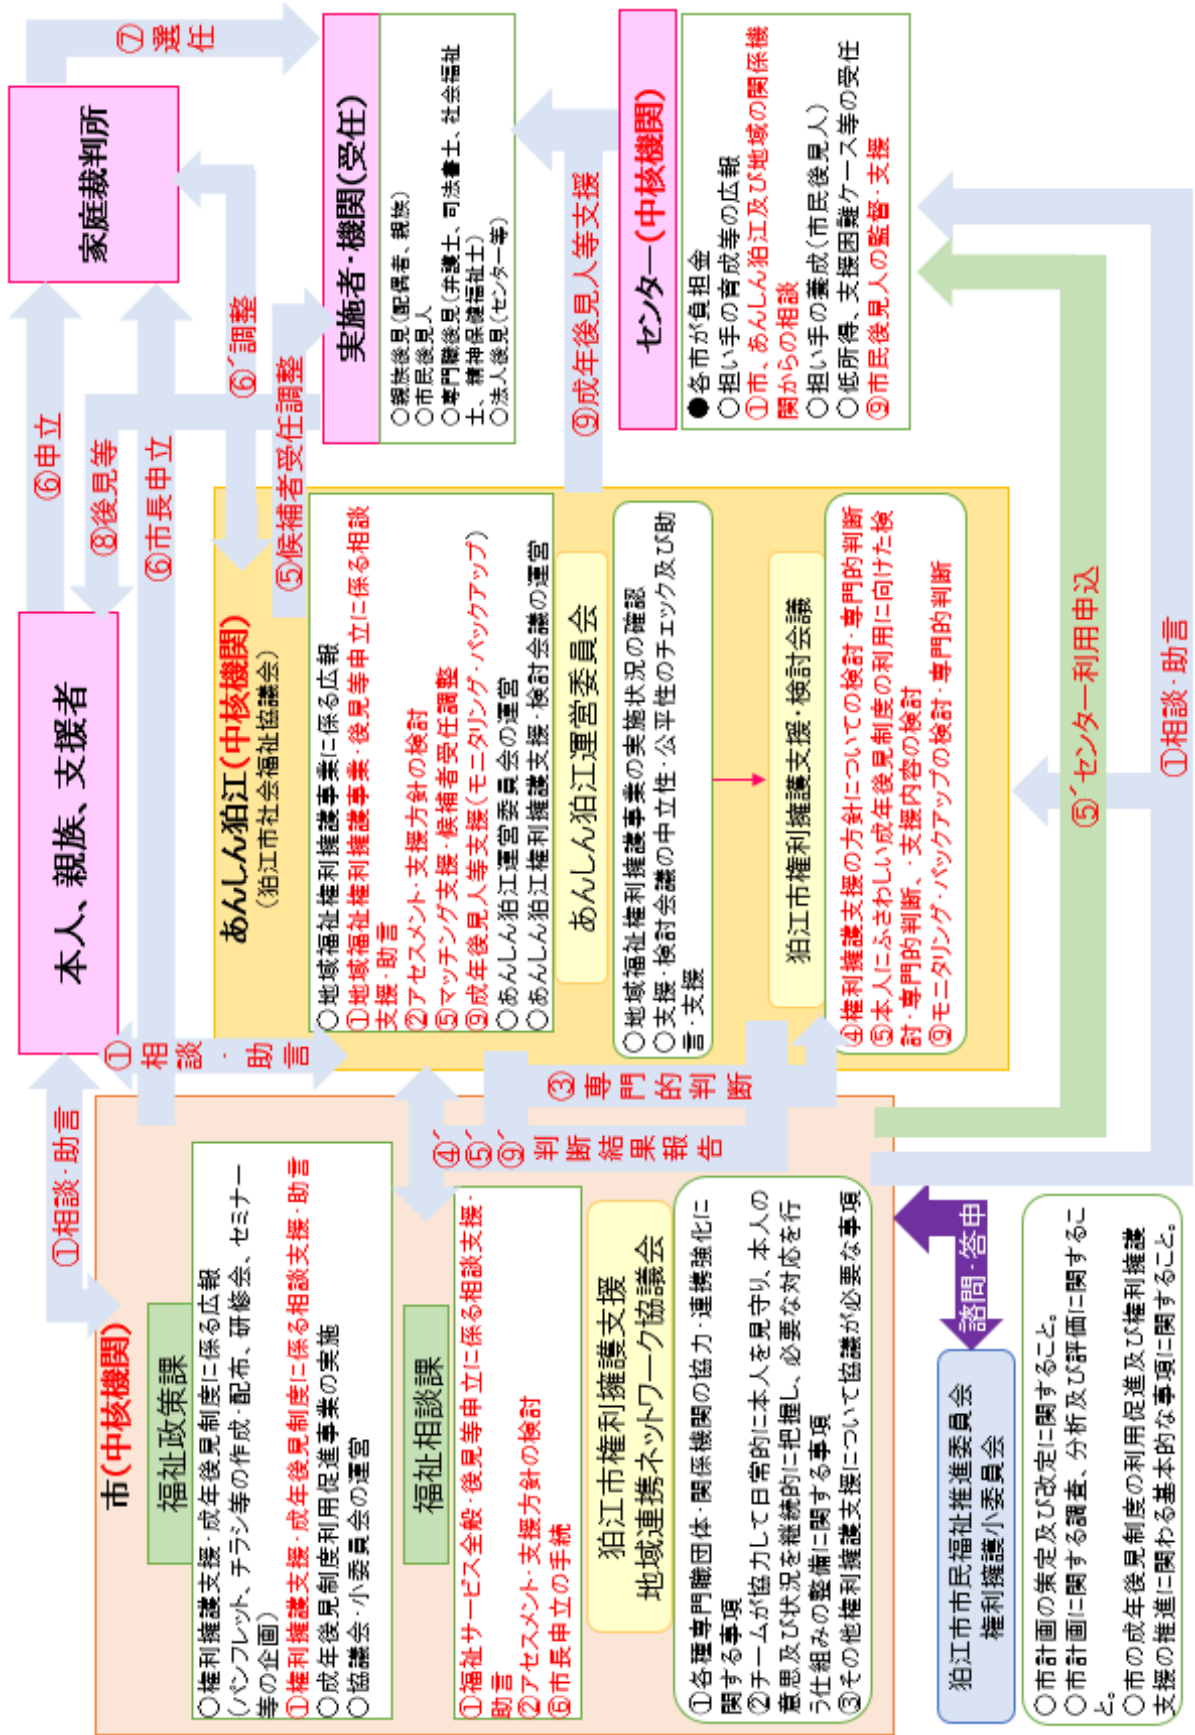 本人、親族、支援者
⑥申立
⑧後見等
⑥市長申立
家庭裁判所
⑦選任
①相談・助言
①相談・助言
⑥´調整
⑤候補者受任調整
市(中核機関)
福祉政策課
○権利擁護支援・成年後見制度に係る広報
(パンフレット、チラシ等の作成・配布、研修会、セミナー
等の企画)
①権利擁護支援・成年後見制度に係る相談支援・助言
○成年後見制度利用促進事業の実施
○協議会・小委員会の運営
福祉相談課
①福祉サービス全般・後見等申立に係る相談支援・
助言
②アセスメント・支援方針の検討
⑥市長申立の手続
狛江市権利擁護支援
地域連携ネットワーク協議会
①各種専門職団体・関係機関の協力・連携強化に
関する事項
②チームが協力して日常的に本人を見守り、本人の
意思及び状況を継続的に把握し、必要な対応を行
う仕組みの整備に関する事項
③その他権利擁護支援について協議が必要な事項
④´
⑤´
⑨´
判断結果報告
③専門的判断
あんしん狛江(中核機関)
(狛江市社会福祉協議会)
○地域福祉権利擁護事業に係る広報
①地域福祉権利擁護事業・後見等申立に係る相談
支援・助言
②アセスメント・支援方針の検討
⑤マッチング支援・候補者受任調整
⑨成年後見人等支援(モニタリング・バックアップ)
○あんしん狛江運営委員会の運営
○あんしん狛江権利擁護支援・検討会議の運営
あんしん狛江運営委員会
○地域福祉権利擁護事業の実施状況の確認
○支援・検討会議の中立性・公平性のチェック及び助
言・支援
狛江市権利擁護支援・検討会議
④権利擁護支援の方針についての検討・専門的判断
⑤本人にふさわしい成年後見制度の利用に向けた検
討・専門的判断、支援内容の検討
⑨モニタリング・バックアップの検討・専門的判断
実施者・機関(受任)
○親族後見(配偶者、親族)
○市民後見人
○専門職後見(弁護士、司法書士、社会福祉
士、精神保健福祉士)
○法人後見(センター等)
⑨成年後見人等支援
センター(中核機関)
●各市が負担金
○担い手の育成等の広報
①市、あんしん狛江及び地域の関係機
関からの相談
○担い手の養成(市民後見人)
○低所得、支援困難ケース等の受任
⑨市民後見人の監督・支援
⑤´センター利用申込
①相談・助言
諮問・答申
狛江市市民福祉推進委員会
権利擁護小委員会
○市計画の策定及び改定に関すること。
○市計画に関する調査、分析及び評価に関するこ
と。
○市の成年後見制度の利用促進及び権利擁護
支援の推進に関わる基本的な事項に関すること。